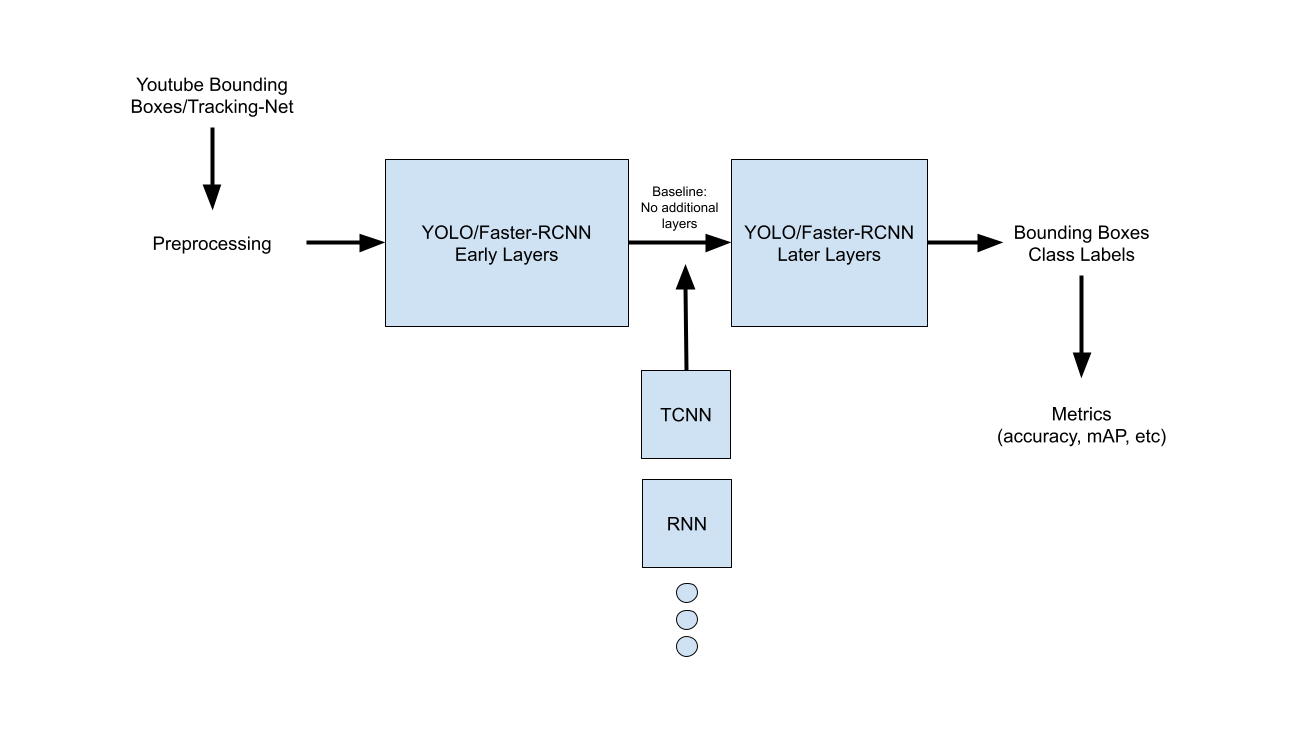 Youtube Bounding
Boxes/Tracking-Net
Preprocessing
YOLO/Faster-RCNN
Early Layers
Baseline:
No additional
layers
YOLO/Faster-RCNN
Later Layers
Bounding Boxes
Class Labels
TCNN
Metrics
(accuracy, mAP, etc)
RNN